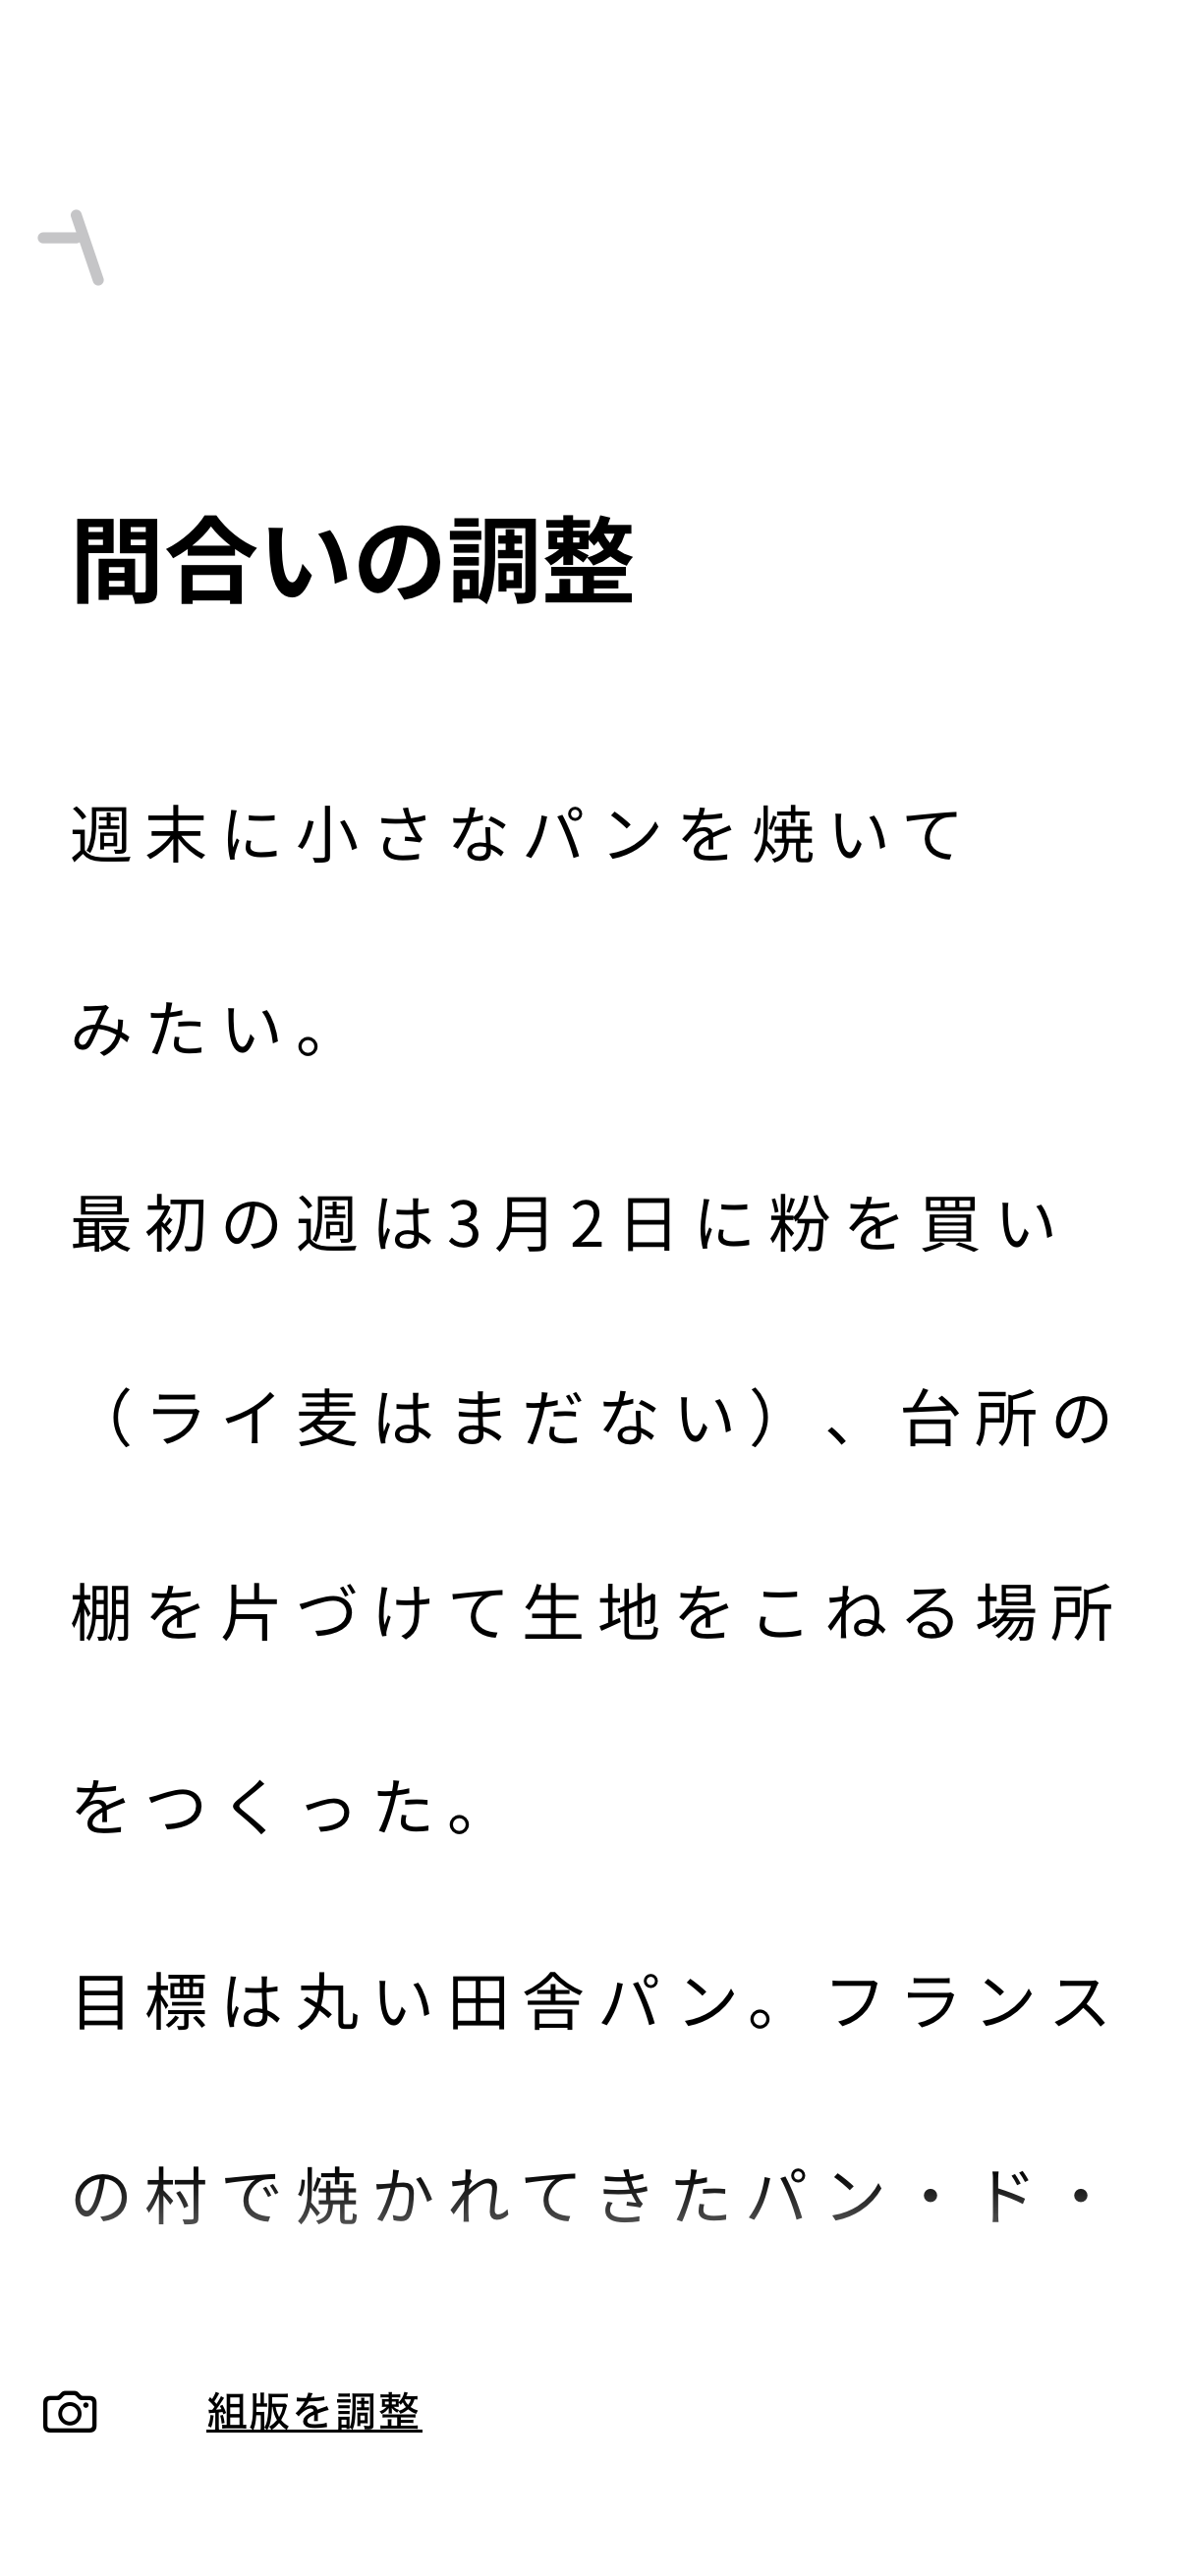 間合いの調整
週末に小さなパンを焼いて
みたい。
最初の週は3月2日に粉を買い
（ライ麦はまだない）、台所の
棚を片づけて生地をこねる場所
をつくった。
目標は丸い田舎パン。フランス
の村で焼かれてきたパン・ド・
組版を調整